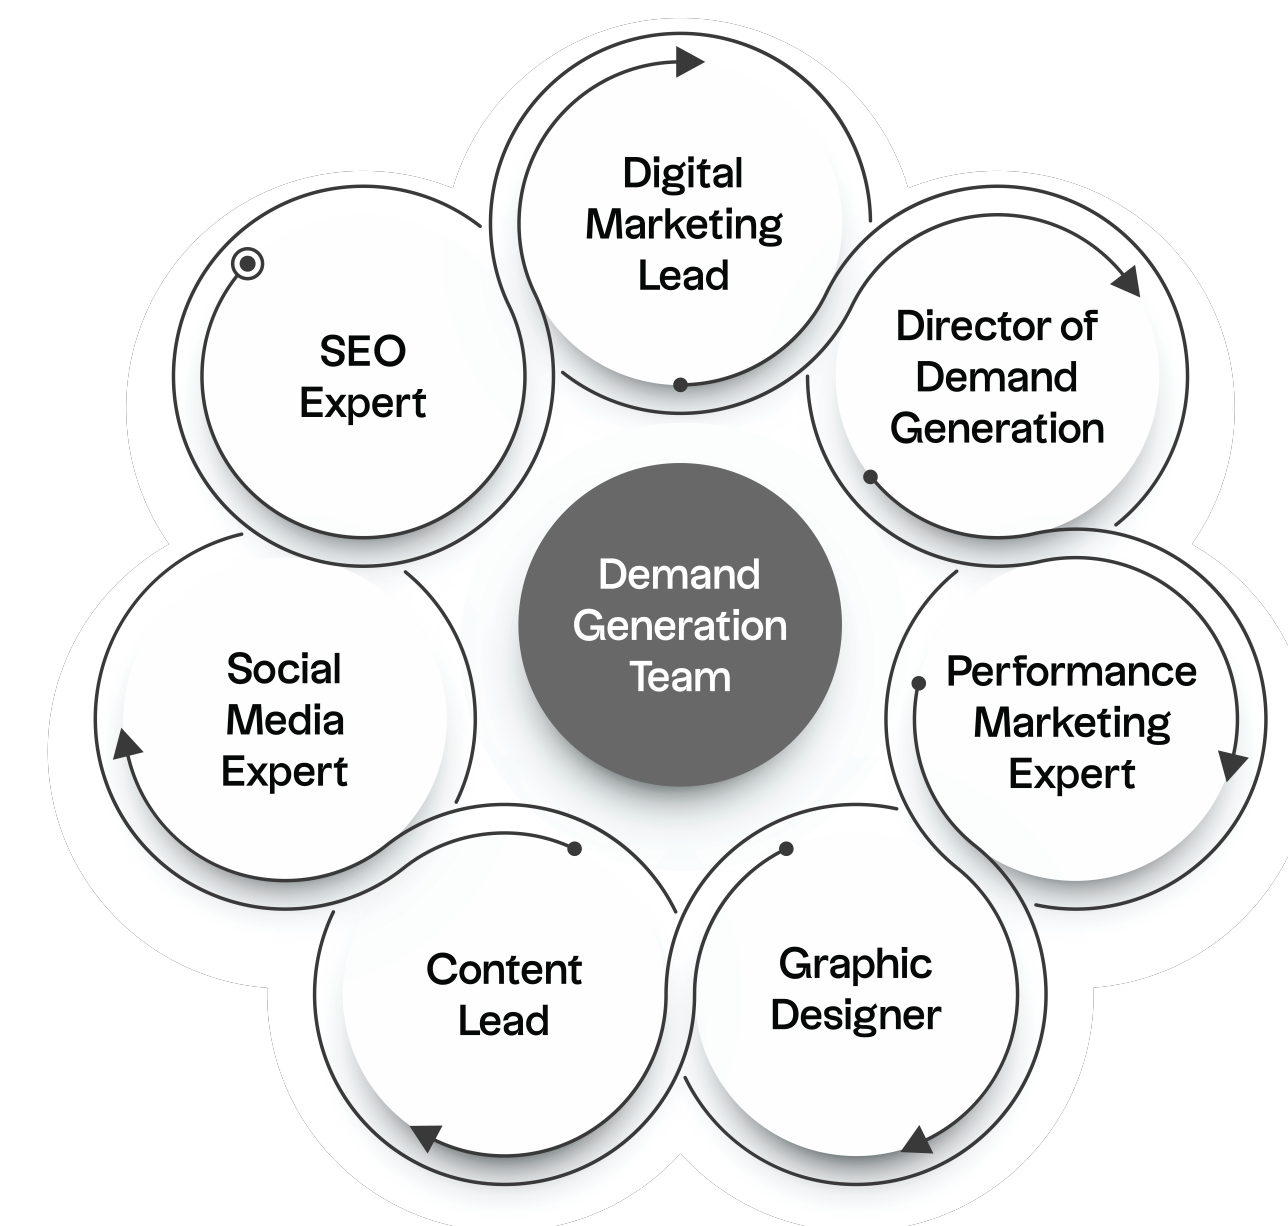 Digital
Marketing
Lead
Director of
Demand
Generation
SEO
Expert
Demand
Generation
Team
Social
Media
Expert
Performance
Marketing
Expert
Content
Lead
Graphic
Designer